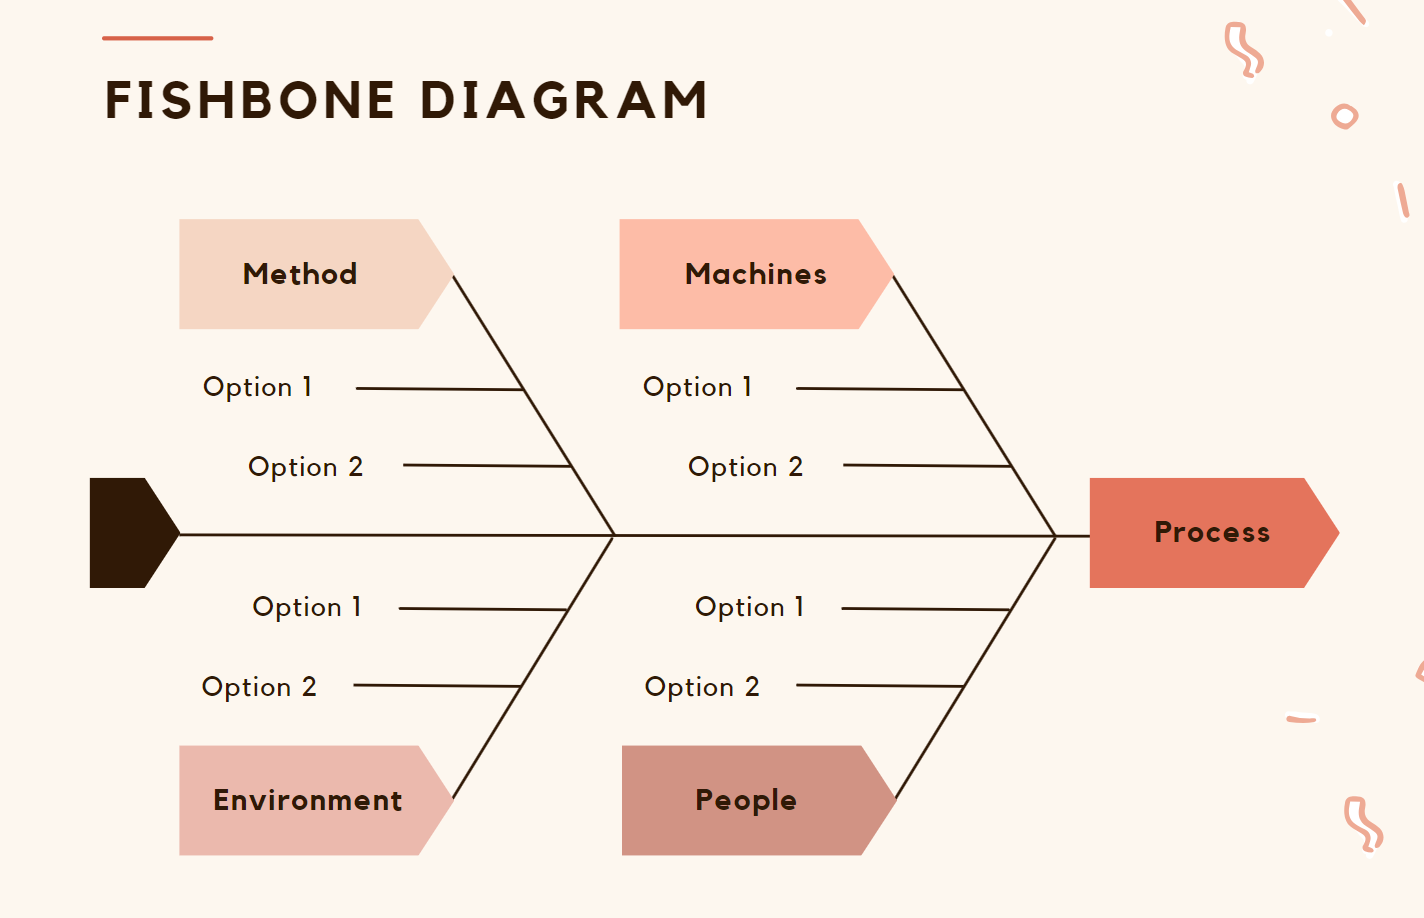 FISHBONE DIAGRAM
Method
Machines
Option 1
Option 1
Option 2
Option 2
Process
Option 1
Option 1
Option 2
Option 2
Environment
People